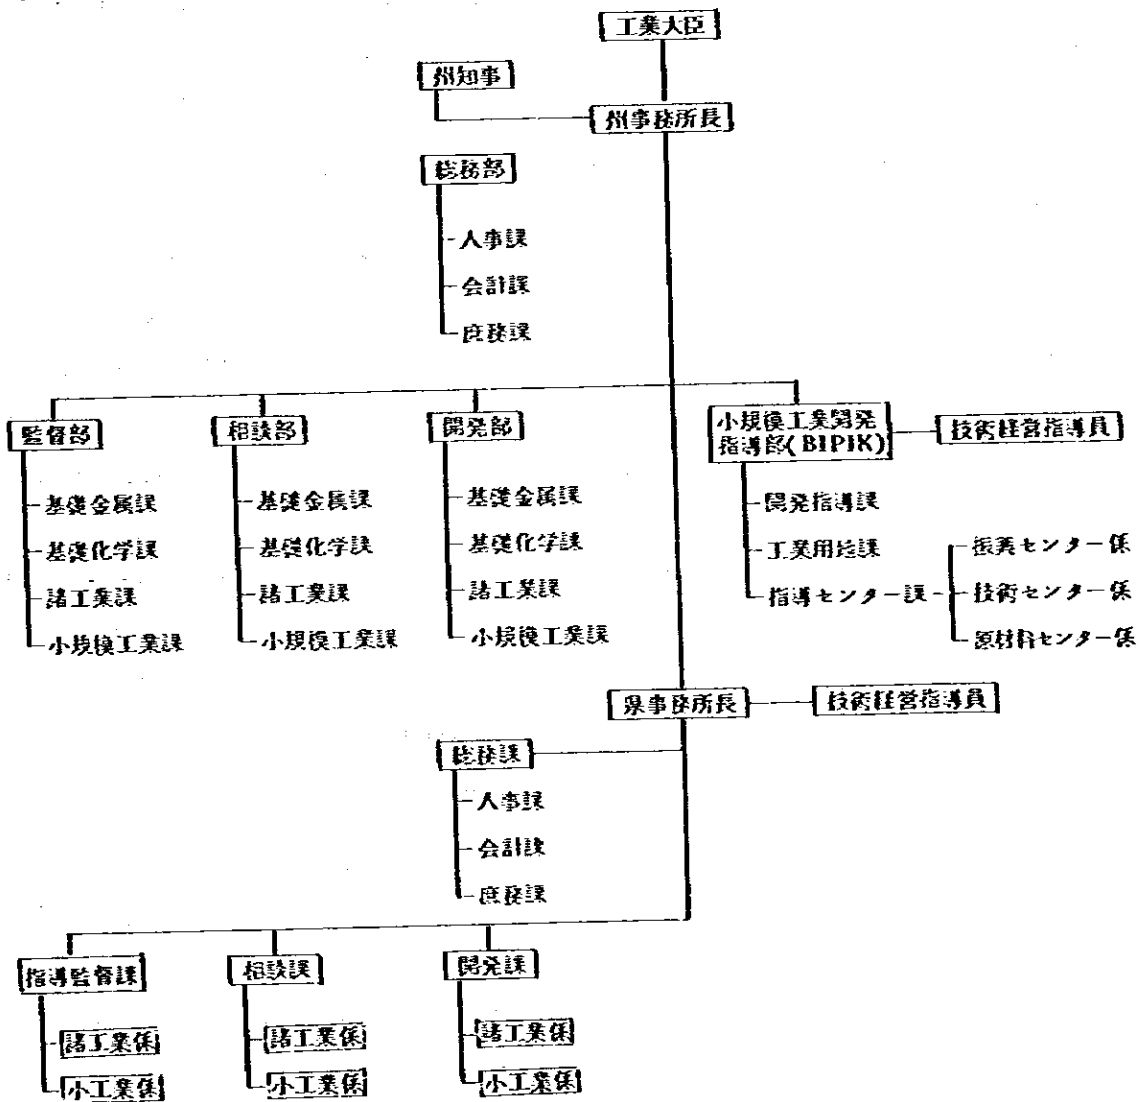 工業大臣
州知事
州事務所長
総務部
人事課
会計課
庶務課
監督部
相談部
開発部
小規模工業開発
指導部(BIPIK)
技術経営指導員
基礎金属課
基礎化学課
諸工業課
小規模工業課
基礎金属課
基礎化学課
諸工業課
小規模工業課
基礎金属課
基礎化学課
諸工業課
小規模工業課
開発指導課
工業用地課
指導センター課
振興センター係
技術センター係
原材料センター係
県事務所長
技術経営指導員
総務課
人事課
会計課
庶務課
指導監督課
相談課
開発課
諸工業係
小工業係
諸工業係
小工業係
諸工業係
小工業係